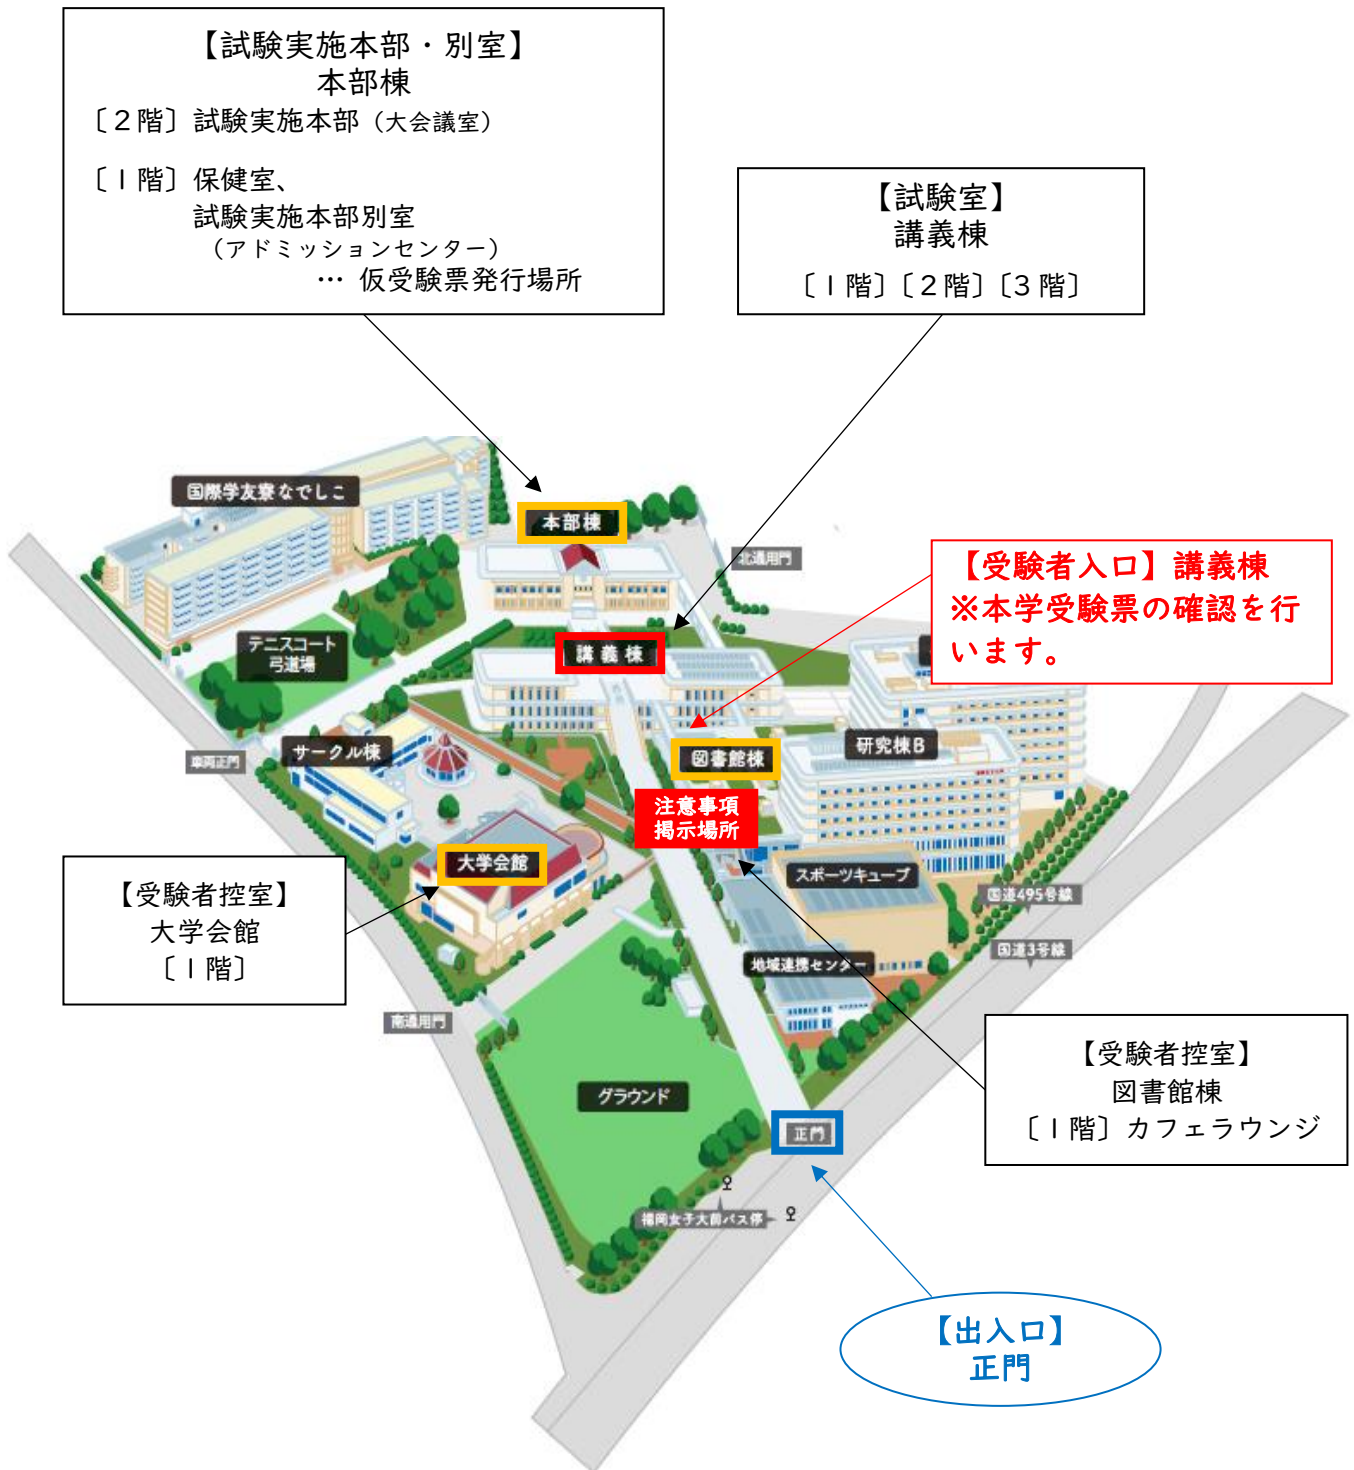 【試験実施本部・別室】
本部棟
〔２階〕試験実施本部（大会議室）
〔１階〕保健室、
試験実施本部別室
（アドミッションセンター）
… 仮受験票発行場所
【試験室】
講義棟
〔１階〕〔２階〕〔３階〕
国際学友寮なでしこ
本部棟
北通用門
【受験者入口】講義棟
※本学受験票の確認を行
います。
テニスコート
弓道場
講義棟
車両正門
サークル棟
図書館棟
研究棟B
注意事項
掲示場所
大学会館
スポーツキューブ
【受験者控室】
大学会館
〔１階〕
国道495号線
国道3号線
地域連携センター
南通用門
【受験者控室】
図書館棟
〔１階〕カフェラウンジ
グラウンド
正門
福岡女子大前バス停
【出入口】
正門